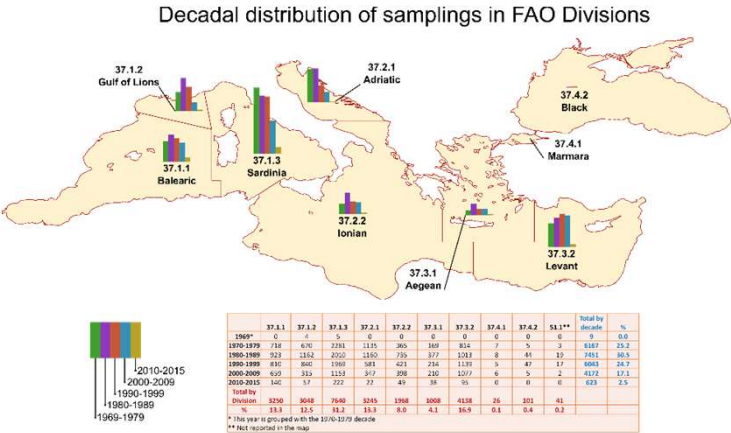 Decadal distribution of samplings in FAO Divisions
37.1.2
Gulf of Lions
37.2.1
Adriatic
37.4.2
Black
37.4.1
Marmara
37.1.1
Balearic
37.1.3
Sardinia
37.2.2
Ionian
37.3.1
Aegean
37.3.2
Levant
2010-2015
2000-2009
1990-1999
1980-1989
1969-1979
37.1.1 37.1.2 37.1.3 37.2.1 37.2.2 37.3.1 37.3.2 37.4.1 37.4.2 51.1** Total by decade %
1969* 0 4 5 0 0 0 0 0 0 0 9 0.0
1970-1979 718 670 2281 1135 365 169 814 7 5 3 6167 25.2
1980-1989 923 1162 2010 1160 735 377 1013 8 44 19 7451 30.5
1990-1999 810 840 1969 581 421 214 1139 5 47 17 6043 24.7
2000-2009 659 315 1153 347 398 210 1077 6 5 2 4172 17.1
2010-2015 140 57 222 22 49 38 95 0 0 0 623 2.5
Total by Division 3250 3048 7640 3245 1968 1008 4138 26 101 41
% 13.3 12.5 31.2 13.3 8.0 4.1 16.9 0.1 0.4 0.2
* This year is grouped with the 1970-1979 decade
** Not reported in the map